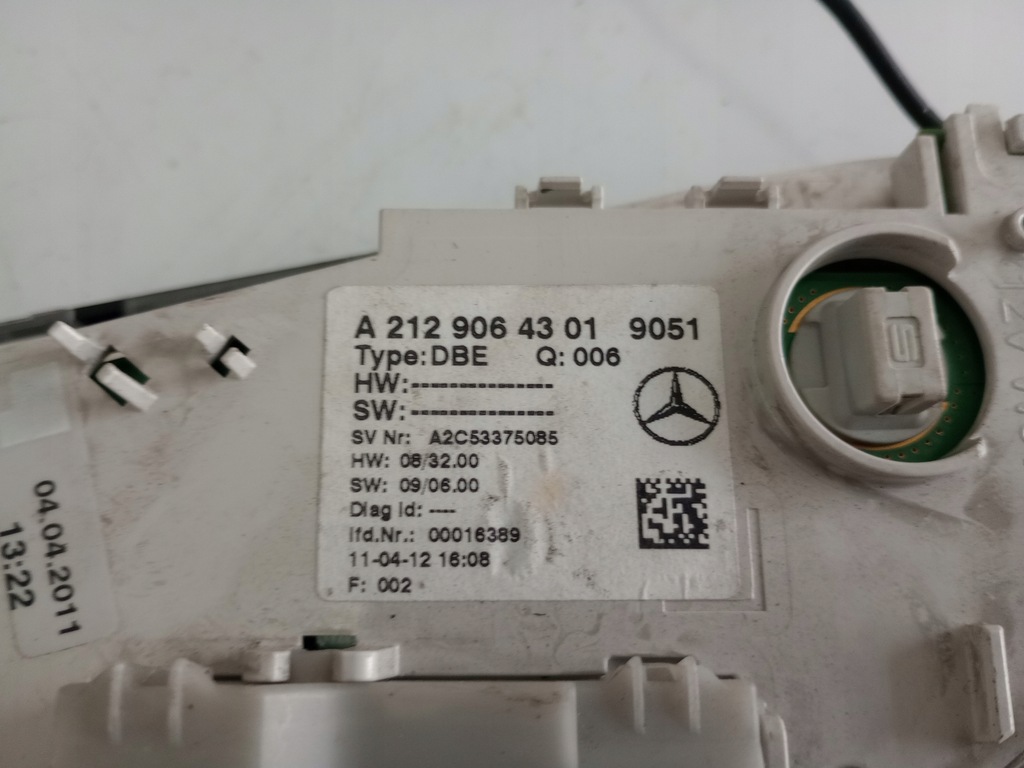 A 212 906 43 01 9051
Type: DBE Q: 006
HW:---------------
SW:---------------
SV Nr: A2C53375085
HW: 08/32.00
SW: 09/06.00
Diag Id: ----
lfd.Nr.: 00016389
11-04-12 16:08
F: 002
04.04.2011
13:22